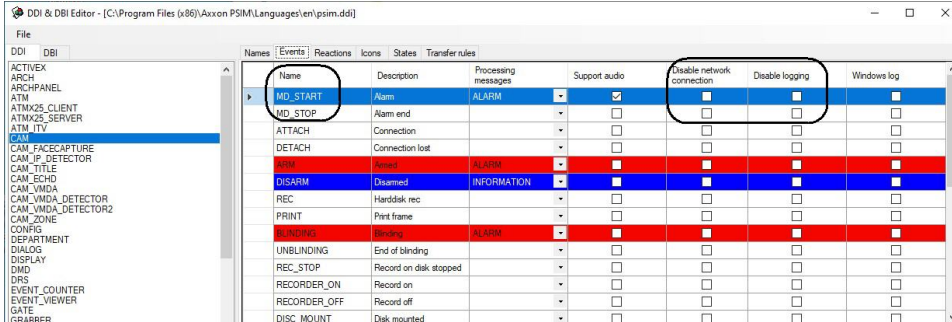 DDI & DBI Editor - [C:\Program Files (x86)\Axxon PSIM\Languages\en\psim.ddi]
File
DDI DBI
ACTIVEX
ARCH
ARCHPANEL
ATM
ATMX25_CLIENT
ATMX25_SERVER
ATM_ITV
CAM
CAM_FACECAPTURE
CAM_IP_DETECTOR
CAM_TITLE
CAM_ECHD
CAM_VMDA
CAM_VMDA_DETECTOR
CAM_VMDA_DETECTOR2
CAM_ZONE
CONFIG
DEPARTMENT
DIALOG
DISPLAY
DMD
DRS
EVENT_COUNTER
EVENT_VIEWER
GATE
GRABBER
Names Events Reactions Icons States Transfer rules
Name Description Processing messages Support audio Disable network connection Disable logging Windows log
MD_START Alarm ALARM
MD_STOP Alarm end
ATTACH Connection
DETACH Connection lost
ARM Armed ALARM
DISARM Disarmed INFORMATION
REC Harddisk rec
PRINT Print frame
BLINDING Blinding ALARM
UNBLINDING End of blinding
REC_STOP Record on disk stopped
RECORDER_ON Record on
RECORDER_OFF Record off
DISC_MOUNT Disk mounted